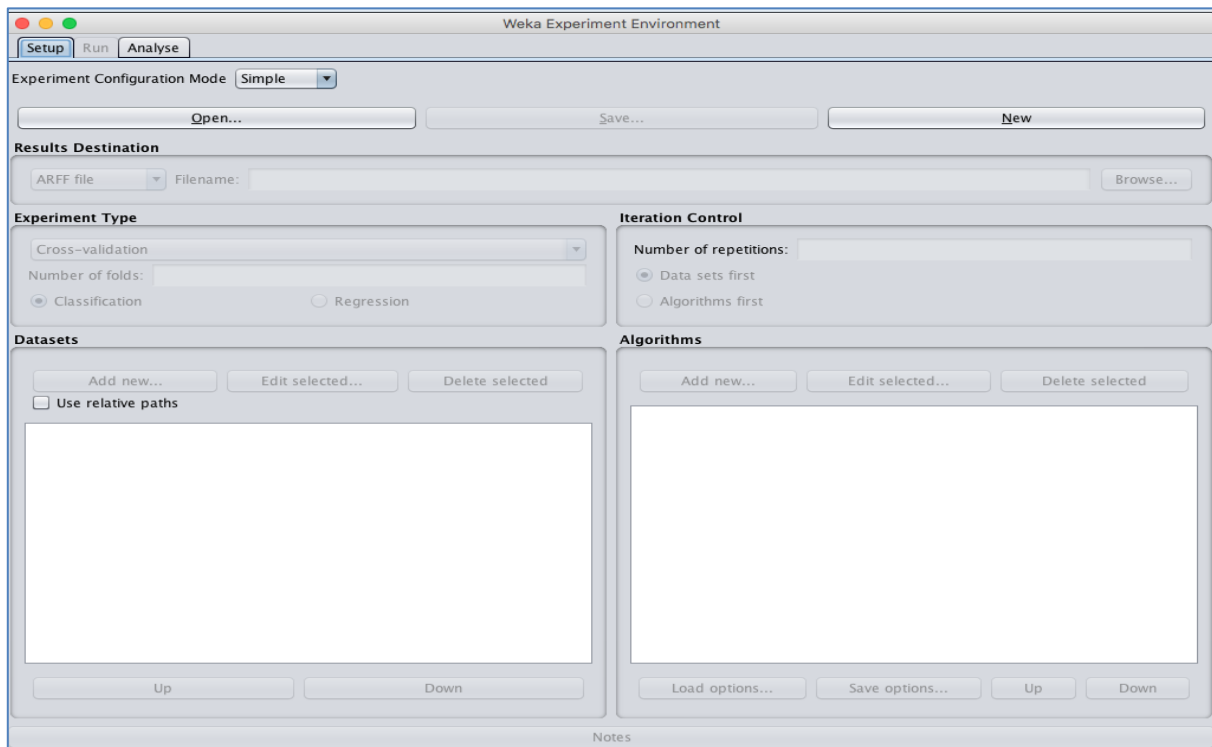 Weka Experiment Environment
Setup Run Analyse
Experiment Configuration Mode Simple
Open... Save... New
Results Destination
ARFF file Filename: Browse...
Experiment Type Iteration Control
Cross-validation Number of repetitions:
Number of folds: Data sets first
Classification Regression Algorithms first
Datasets Algorithms
Add new... Edit selected... Delete selected Add new... Edit selected... Delete selected
Use relative paths
Up Down Load options... Save options... Up Down
Notes